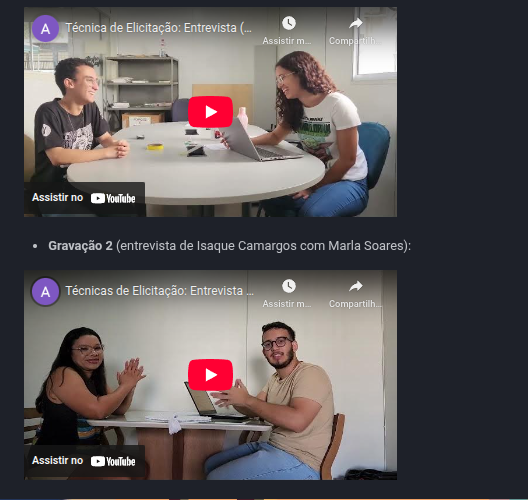 A Técnica de Elicitação: Entrevista (...
Assistir m... Compartilh...
Assistir no YouTube
• Gravação 2 (entrevista de Isaque Camargos com Marla Soares):
A Técnicas de Elicitação: Entrevista ...
Assistir m... Compartilh...
Assistir no YouTube